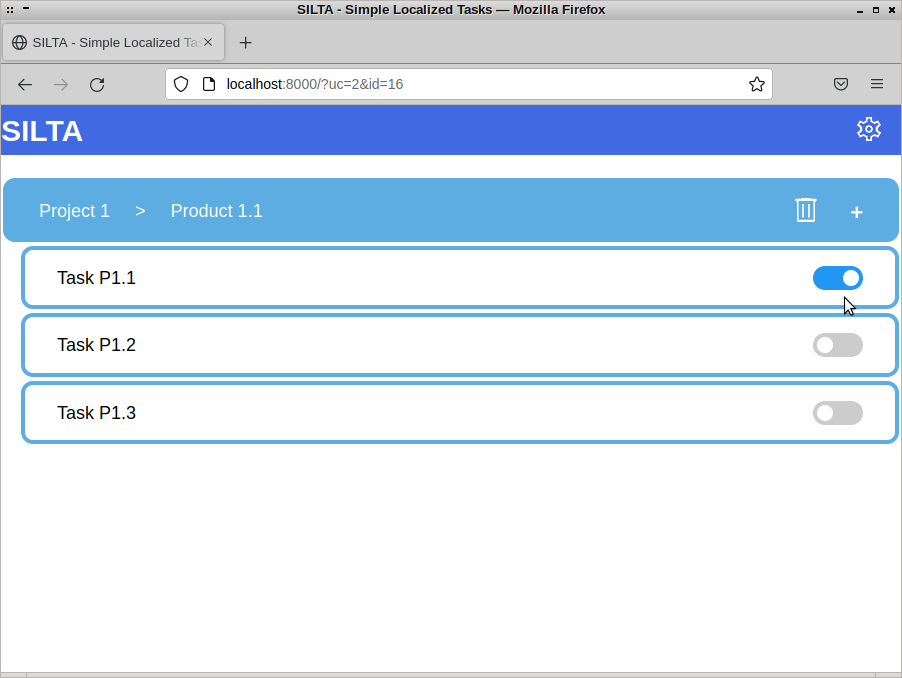 SILTA - Simple Localized Tasks — Mozilla Firefox
SILTA - Simple Localized Ta
localhost:8000/?uc=2&id=16
SILTA
Project 1 > Product 1.1 +
Task P1.1
Task P1.2
Task P1.3